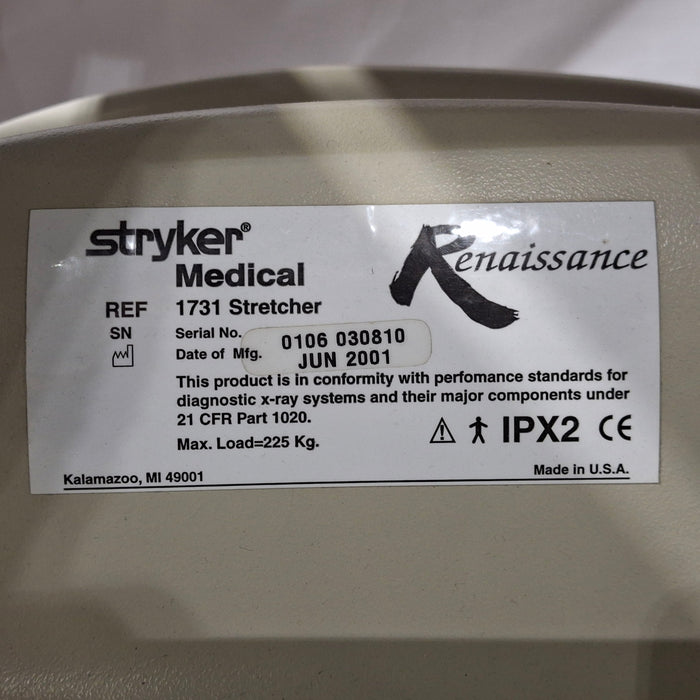 stryker®
Medical
Renaissance
REF 1731 Stretcher
SN Serial No. 0106 030810
Date of Mfg. JUN 2001
This product is in conformity with perfomance standards for
diagnostic x-ray systems and their major components under
21 CFR Part 1020.
Max. Load=225 Kg.
IPX2 CE
Kalamazoo, MI 49001
Made in U.S.A.